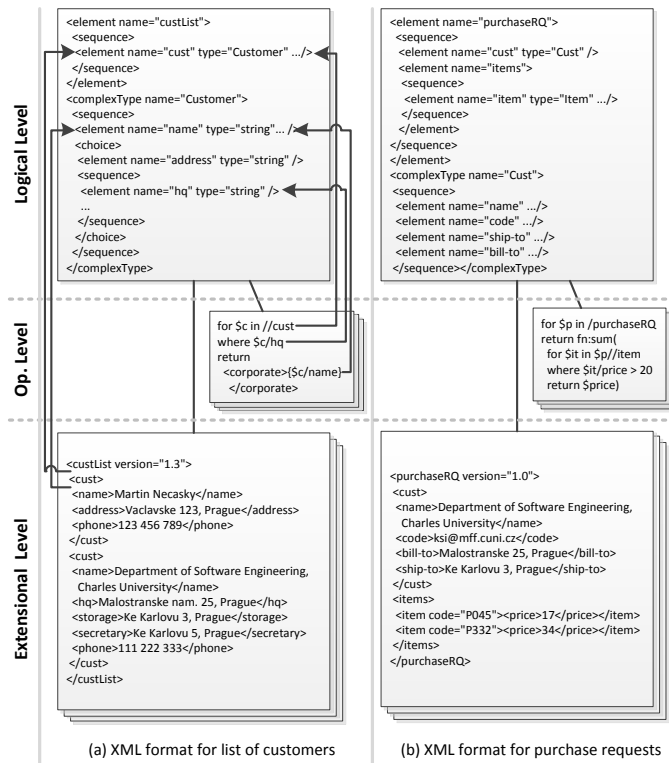 Logical Level
<element name="custList">
<sequence>
<element name="cust" type="Customer" .../>
</sequence>
</element>
<complexType name="Customer">
<sequence>
<element name="name" type="string"... />
<choice>
<element name="address" type="string" />
<sequence>
<element name="hq" type="string" />
...
</sequence>
</choice>
</sequence>
</complexType>
<element name="purchaseRQ">
<sequence>
<element name="cust" type="Cust" />
<element name="items">
<sequence>
<element name="item" type="Item" .../>
</sequence>
</element>
</sequence>
</element>
<complexType name="Cust">
<sequence>
<element name="name" .../>
<element name="code" .../>
<element name="ship-to" .../>
<element name="bill-to" .../>
</sequence></complexType>
Op. Level
for $c in //cust
where $c/hq
return
<corporate>{$c/name}
</corporate>
for $p in /purchaseRQ
return fn:sum(
for $it in $p//item
where $it/price > 20
return $price)
Extensional Level
<custList version="1.3">
<cust>
<name>Martin Necasky</name>
<address>Vaclavske 123, Prague</address>
<phone>123 456 789</phone>
</cust>
<cust>
<name>Department of Software Engineering,
Charles University</name>
<hq>Malostranske nam. 25, Prague</hq>
<storage>Ke Karlovu 3, Prague</storage>
<secretary>Ke Karlovu 5, Prague</secretary>
<phone>111 222 333</phone>
</cust>
</custList>
<purchaseRQ version="1.0">
<cust>
<name>Department of Software Engineering,
Charles University</name>
<code>ksi@mff.cuni.cz</code>
<bill-to>Malostranske 25, Prague</bill-to>
<ship-to>Ke Karlovu 3, Prague</ship-to>
</cust>
<items>
<item code="P045"><price>17</price></item>
<item code="P332"><price>34</price></item>
</items>
</purchaseRQ>
(a) XML format for list of customers
(b) XML format for purchase requests